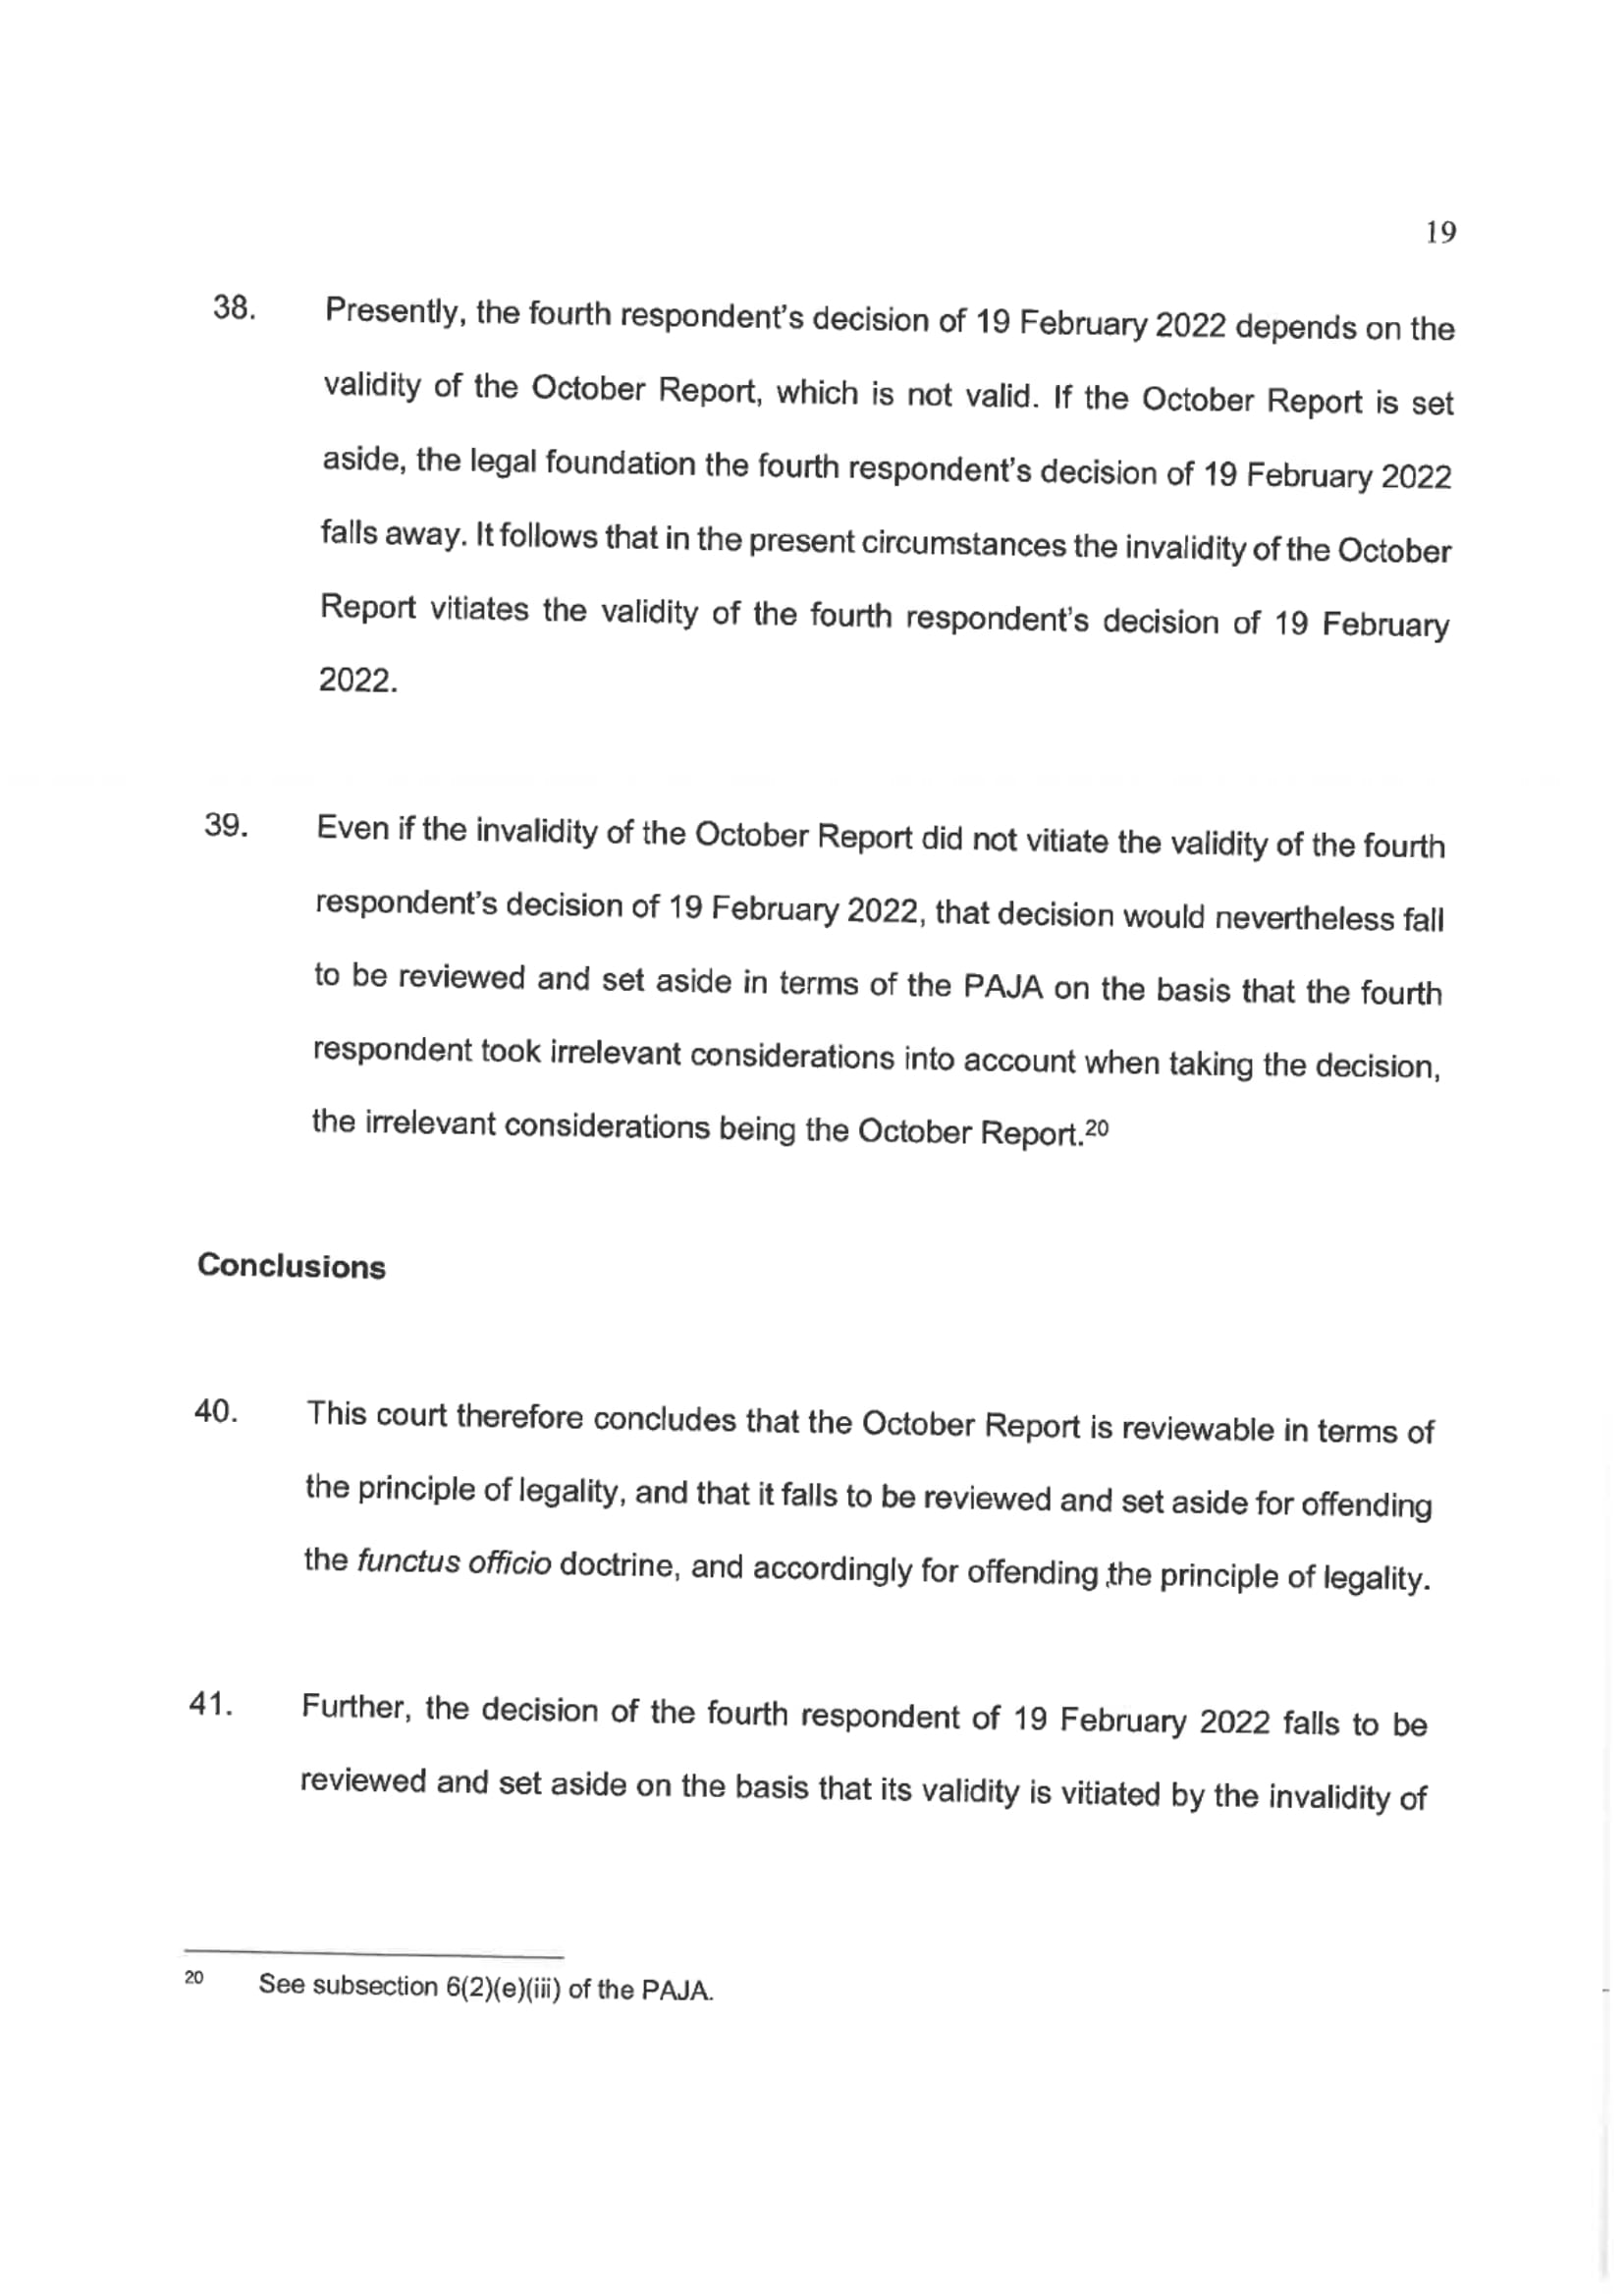 19
38. Presently, the fourth respondent's decision of 19 February 2022 depends on the
validity of the October Report, which is not valid. If the October Report is set
aside, the legal foundation the fourth respondent's decision of 19 February 2022
falls away. It follows that in the present circumstances the invalidity of the October
Report vitiates the validity of the fourth respondent's decision of 19 February
2022.
39. Even if the invalidity of the October Report did not vitiate the validity of the fourth
respondent's decision of 19 February 2022, that decision would nevertheless fall
to be reviewed and set aside in terms of the PAJA on the basis that the fourth
respondent took irrelevant considerations into account when taking the decision,
the irrelevant considerations being the October Report.20
Conclusions
40. This court therefore concludes that the October Report is reviewable in terms of
the principle of legality, and that it falls to be reviewed and set aside for offending
the functus officio doctrine, and accordingly for offending the principle of legality.
41. Further, the decision of the fourth respondent of 19 February 2022 falls to be
reviewed and set aside on the basis that its validity is vitiated by the invalidity of
20 See subsection 6(2)(e)(iii) of the PAJA.